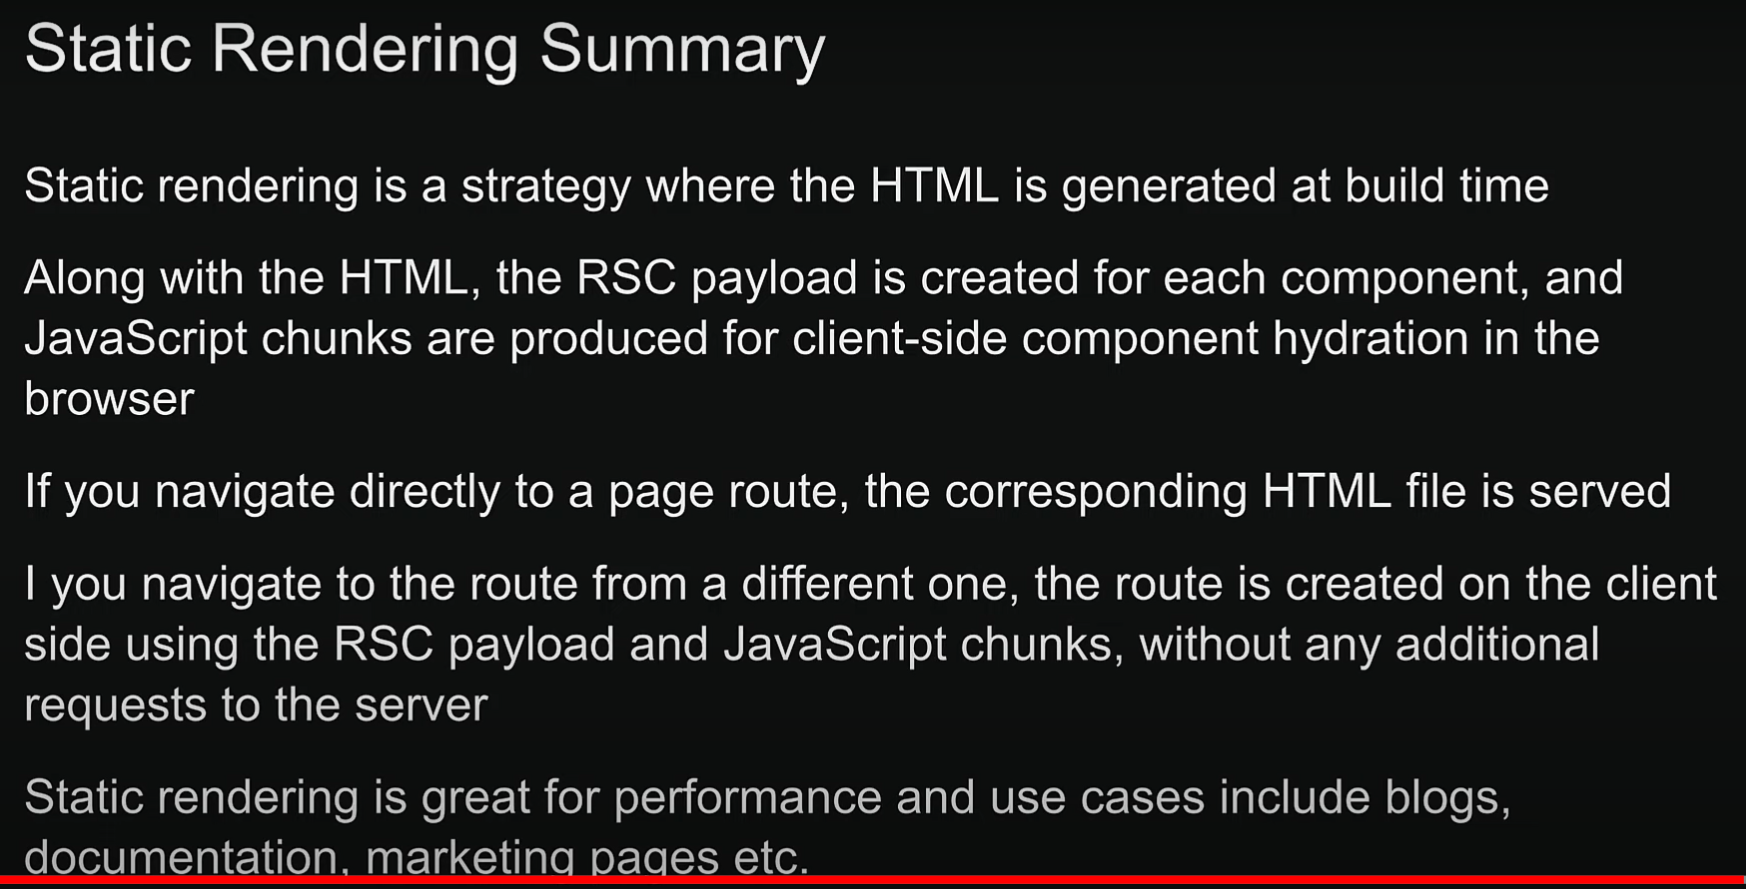 Static Rendering Summary
Static rendering is a strategy where the HTML is generated at build time
Along with the HTML, the RSC payload is created for each component, and
JavaScript chunks are produced for client-side component hydration in the
browser
If you navigate directly to a page route, the corresponding HTML file is served
I you navigate to the route from a different one, the route is created on the client
side using the RSC payload and JavaScript chunks, without any additional
requests to the server
Static rendering is great for performance and use cases include blogs,
documentation, marketing pages etc.